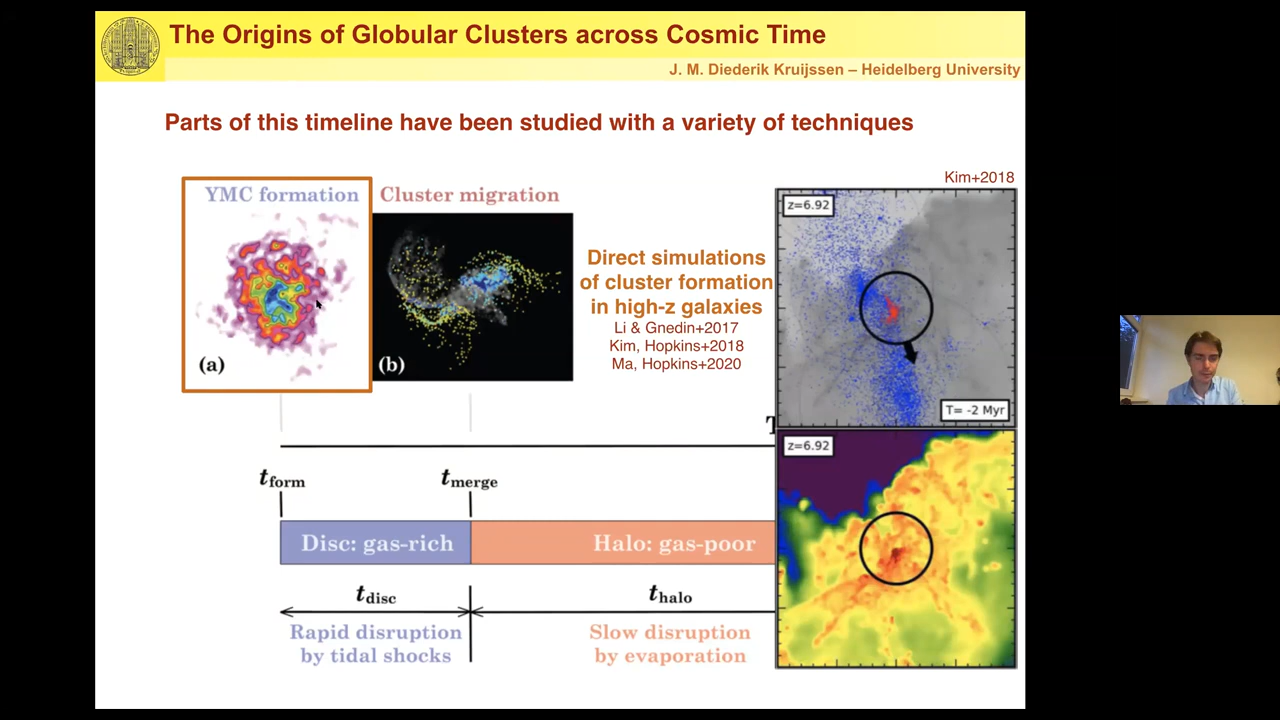 The Origins of Globular Clusters across Cosmic Time
J. M. Diederik Kruijssen – Heidelberg University
Parts of this timeline have been studied with a variety of techniques
Kim+2018
YMC formation
Cluster migration
(a)
(b)
Direct simulations
of cluster formation
in high-z galaxies
Li & Gnedin+2017
Kim, Hopkins+2018
Ma, Hopkins+2020
z=6.92
T= -2 Myr
z=6.92
T
tform
tmerge
Disc: gas-rich
Halo: gas-poor
tdisc
thalo
Rapid disruption
by tidal shocks
Slow disruption
by evaporation